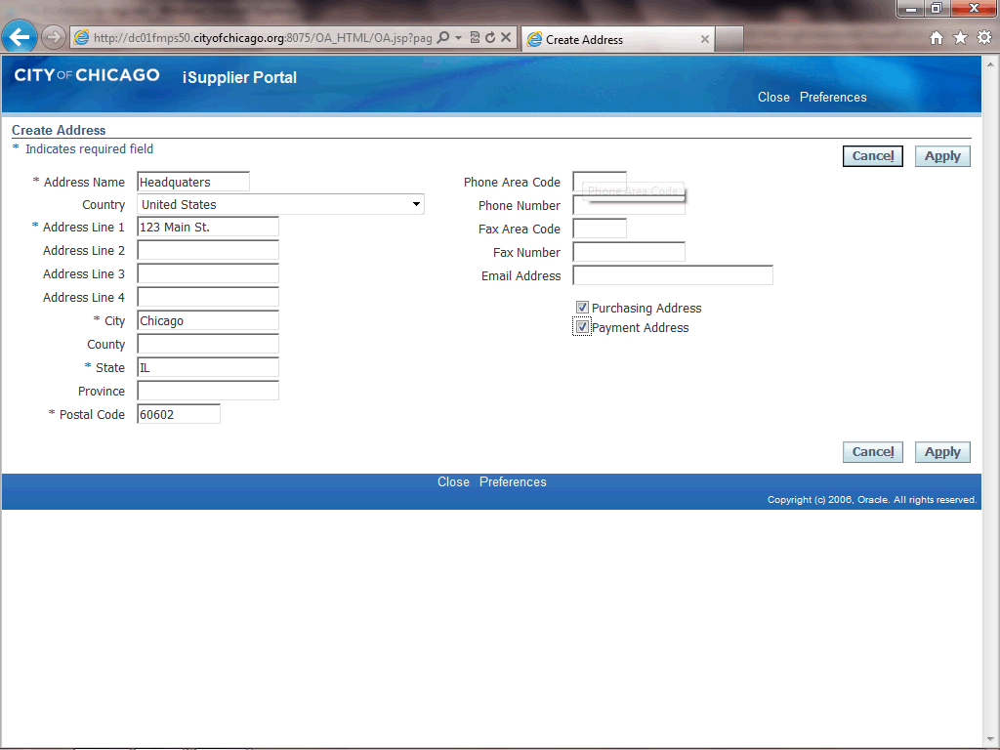 http://dc01fmps50.cityofchicago.org:8075/OA_HTML/OA.jsp?pag
Create Address
CITY OF CHICAGO iSupplier Portal
Close Preferences
Create Address
* Indicates required field
Cancel Apply
* Address Name Headquaters
Country United States
* Address Line 1 123 Main St.
Address Line 2
Address Line 3
Address Line 4
* City Chicago
County
* State IL
Province
* Postal Code 60602
Phone Area Code
Phone Area Code
Phone Number
Fax Area Code
Fax Number
Email Address
Purchasing Address
Payment Address
Cancel Apply
Close Preferences
Copyright (c) 2006, Oracle. All rights reserved.